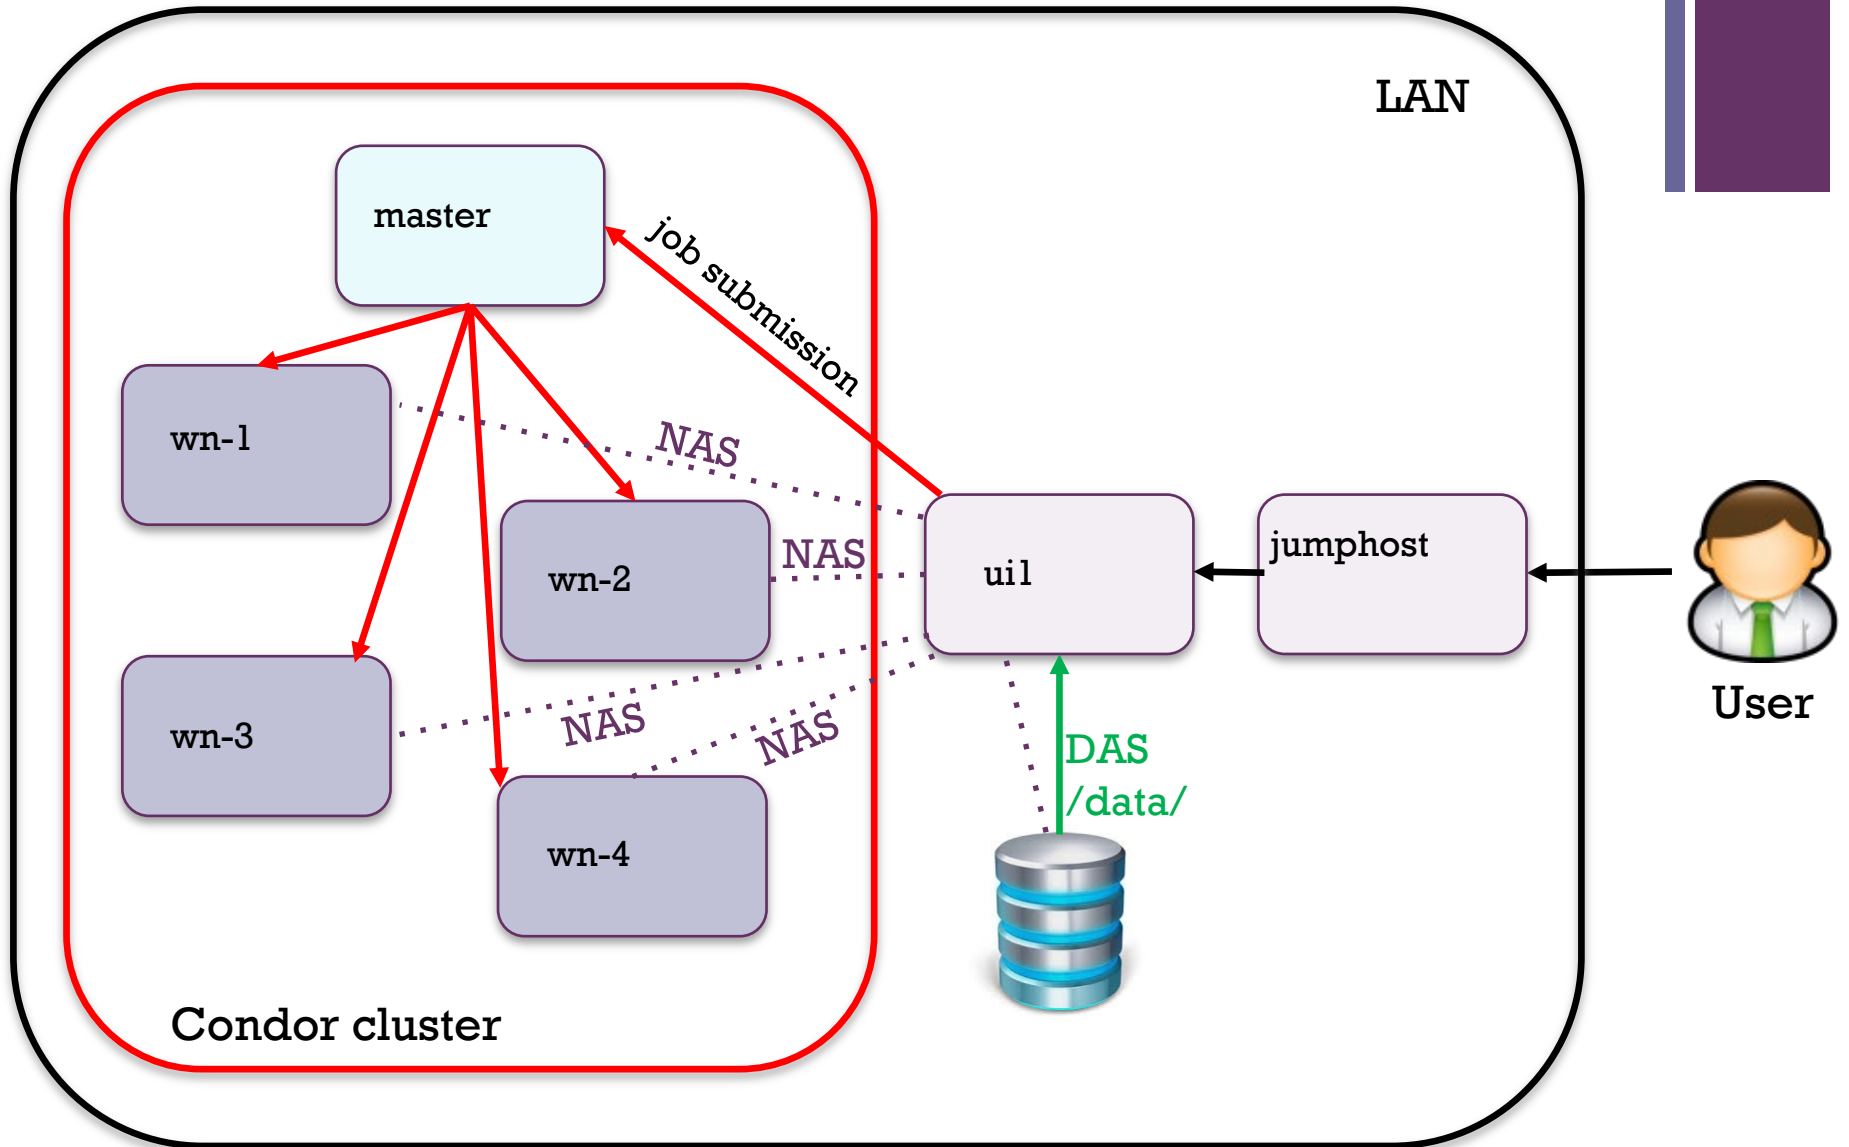 LAN
master
job submission
wn-1
NAS
wn-2
NAS
ui1
jumphost
User
wn-3
NAS
NAS
DAS
/data/
wn-4
Condor cluster